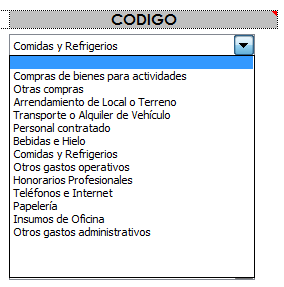 CODIGO
Comidas y Refrigerios
Compras de bienes para actividades
Otras compras
Arrendamiento de Local o Terreno
Transporte o Alquiler de Vehículo
Personal contratado
Bebidas e Hielo
Comidas y Refrigerios
Otros gastos operativos
Honorarios Profesionales
Teléfonos e Internet
Papelería
Insumos de Oficina
Otros gastos administrativos